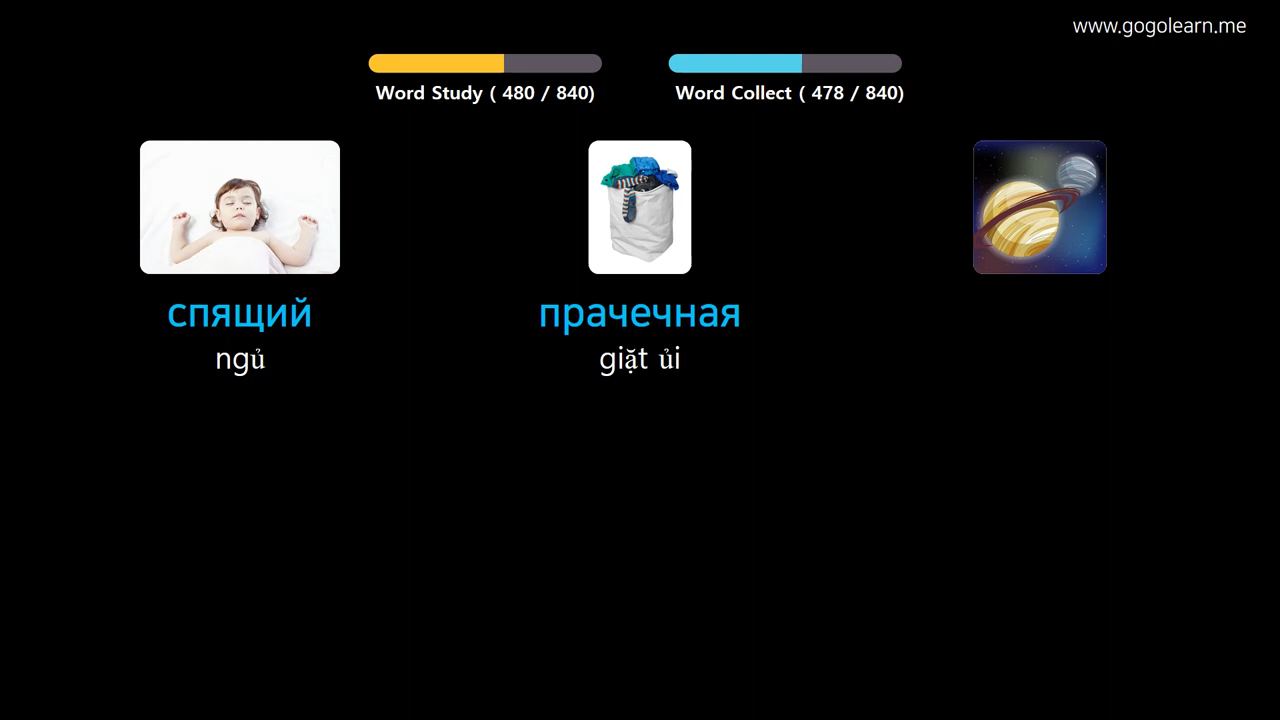 www.gogolearn.me
Word Study ( 480 / 840)
Word Collect ( 478 / 840)
спящий
ngủ
прачечная
giặt ủi